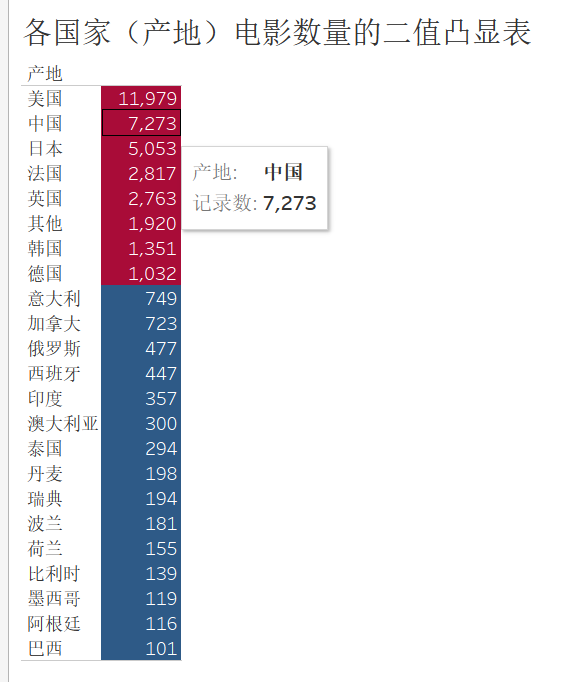 各国家（产地）电影数量的二值凸显表
产地
美国 11,979
中国 7,273
日本 5,053
法国 2,817
英国 2,763
其他 1,920
韩国 1,351
德国 1,032
意大利 749
加拿大 723
俄罗斯 477
西班牙 447
印度 357
澳大利亚 300
泰国 294
丹麦 198
瑞典 194
波兰 181
荷兰 155
比利时 139
墨西哥 119
阿根廷 116
巴西 101
产地: 中国
记录数: 7,273